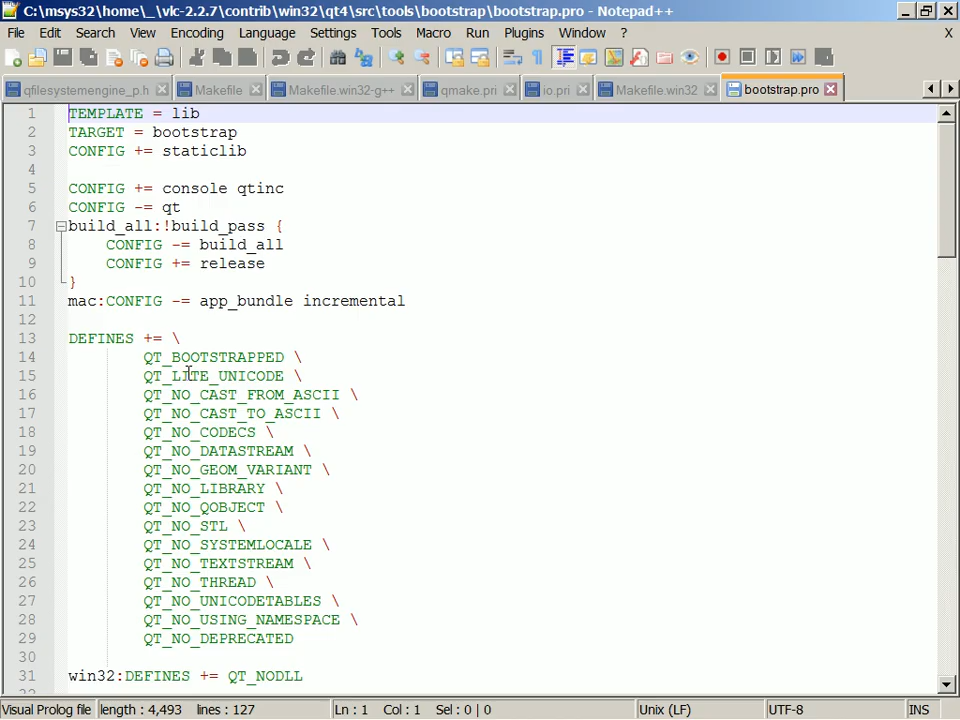 C:\msys32\home\_\vlc-2.2.7\contrib\win32\qt4\src\tools\bootstrap\bootstrap.pro - Notepad++
File Edit Search View Encoding Language Settings Tools Macro Run Plugins Window ? X
qfilesystemengine_p.h Makefile Makefile.win32-g++ qmake.pri io.pri Makefile.win32 bootstrap.pro
1 TEMPLATE = lib
2 TARGET = bootstrap
3 CONFIG += staticlib
4
5 CONFIG += console qtinc
6 CONFIG -= qt
7 build_all:!build_pass {
8 CONFIG -= build_all
9 CONFIG += release
10 }
11 mac:CONFIG -= app_bundle incremental
12
13 DEFINES += \
14 QT_BOOTSTRAPPED \
15 QT_LITE_UNICODE \
16 QT_NO_CAST_FROM_ASCII \
17 QT_NO_CAST_TO_ASCII \
18 QT_NO_CODECS \
19 QT_NO_DATASTREAM \
20 QT_NO_GEOM_VARIANT \
21 QT_NO_LIBRARY \
22 QT_NO_QOBJECT \
23 QT_NO_STL \
24 QT_NO_SYSTEMLOCALE \
25 QT_NO_TEXTSTREAM \
26 QT_NO_THREAD \
27 QT_NO_UNICODETABLES \
28 QT_NO_USING_NAMESPACE \
29 QT_NO_DEPRECATED
30
31 win32:DEFINES += QT_NODLL
Visual Prolog file length : 4,493 lines : 127 Ln : 1 Col : 1 Sel : 0 | 0 Unix (LF) UTF-8 INS